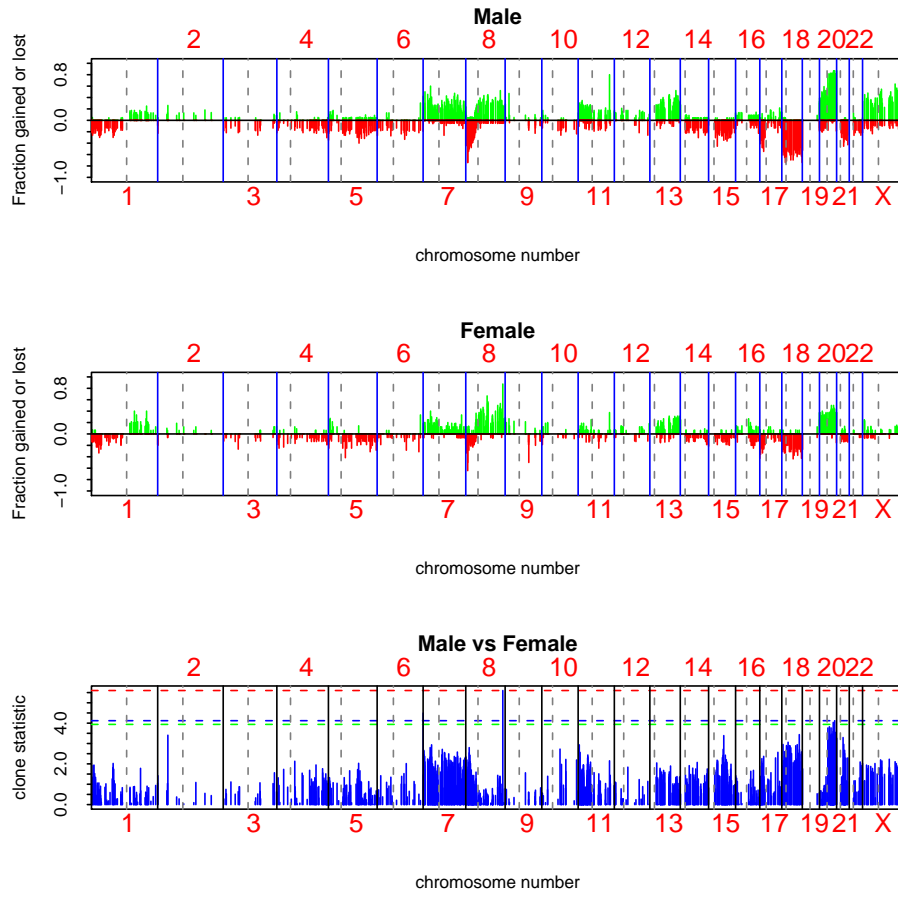 Male
2 4 6 8 10 12 14 16 18 20 22
Fraction gained or lost
0.8
0.0
−1.0
1 3 5 7 9 11 13 15 17 19 21 X
chromosome number
Female
2 4 6 8 10 12 14 16 18 20 22
Fraction gained or lost
0.8
0.0
−1.0
1 3 5 7 9 11 13 15 17 19 21 X
chromosome number
Male vs Female
2 4 6 8 10 12 14 16 18 20 22
clone statistic
4.0
2.0
0.0
1 3 5 7 9 11 13 15 17 19 21 X
chromosome number